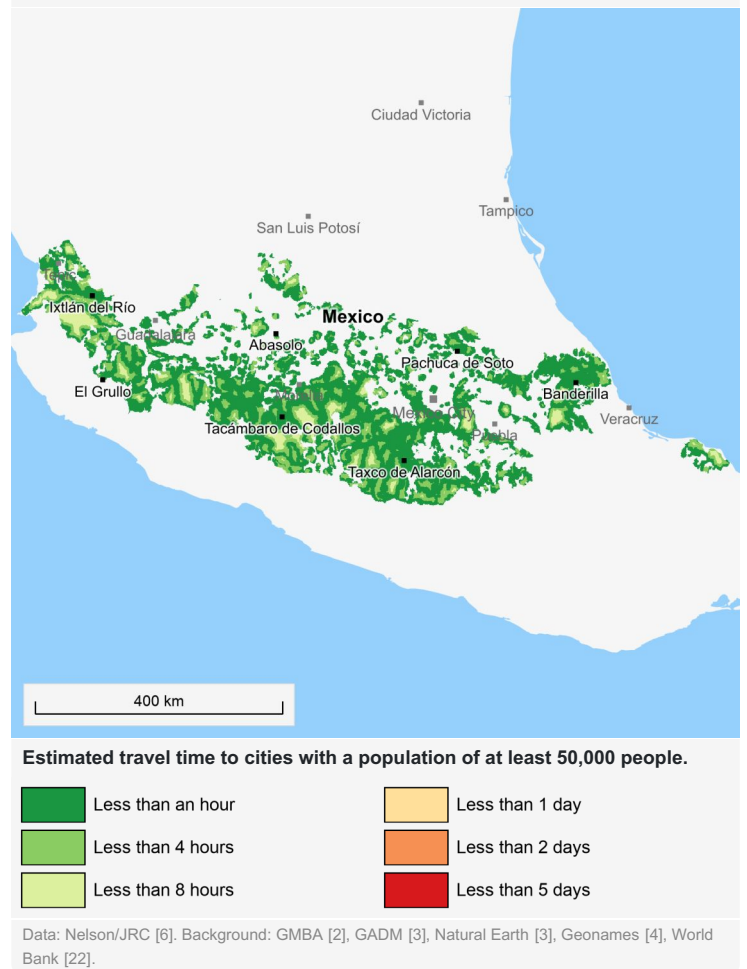 Ciudad Victoria
Tampico
San Luis Potosí
Tepic
Ixtlán del Río
Mexico
Guadalajara
Abasolo
Pachuca de Soto
El Grullo
Morelia
Banderilla
Mexico City
Veracruz
Tacámbaro de Codallos
Puebla
Taxco de Alarcón
400 km
Estimated travel time to cities with a population of at least 50,000 people.
Less than an hour
Less than 1 day
Less than 4 hours
Less than 2 days
Less than 8 hours
Less than 5 days
Data: Nelson/JRC [6]. Background: GMBA [2], GADM [3], Natural Earth [3], Geonames [4], World
Bank [22].